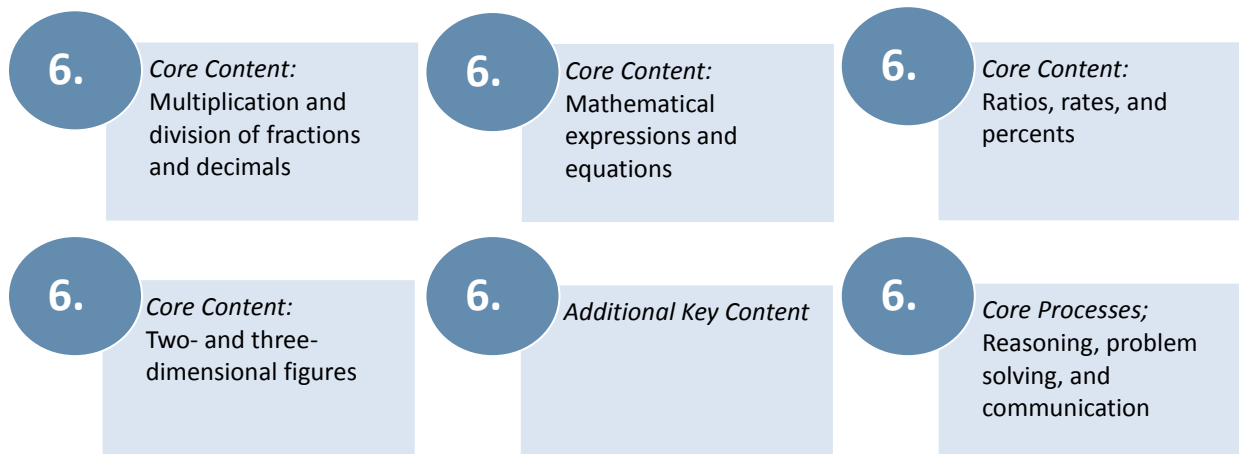 6.
Core Content:
Multiplication and
division of fractions
and decimals
6.
Core Content:
Mathematical
expressions and
equations
6.
Core Content:
Ratios, rates, and
percents
6.
Core Content:
Two- and three-
dimensional figures
6.
Additional Key Content
6.
Core Processes;
Reasoning, problem
solving, and
communication